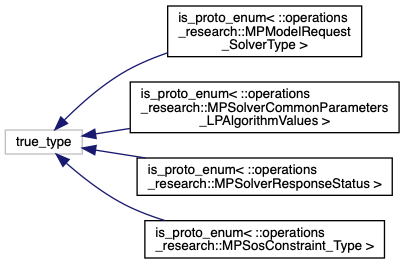 is_proto_enum< ::operations
_research::MPModelRequest
_SolverType >
is_proto_enum< ::operations
_research::MPSolverCommonParameters
_LPAlgorithmValues >
true_type
is_proto_enum< ::operations
_research::MPSolverResponseStatus >
is_proto_enum< ::operations
_research::MPSosConstraint_Type >